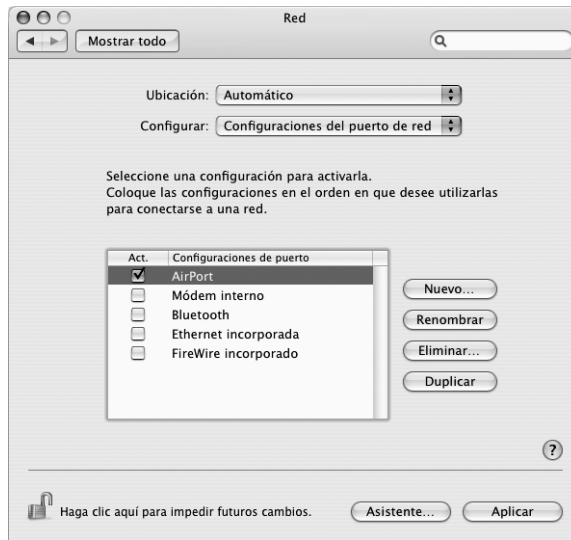 Red
Mostrar todo
Ubicación: Automático
Configurar: Configuraciones del puerto de red
Seleccione una configuración para activarla.
Coloque las configuraciones en el orden en que desee utilizarlas
para conectarse a una red.
Act. Configuraciones de puerto
AirPort
Módem interno
Bluetooth
Ethernet incorporada
FireWire incorporado
Nuevo...
Renombrar
Eliminar...
Duplicar
?
Haga clic aquí para impedir futuros cambios.
Asistente...
Aplicar